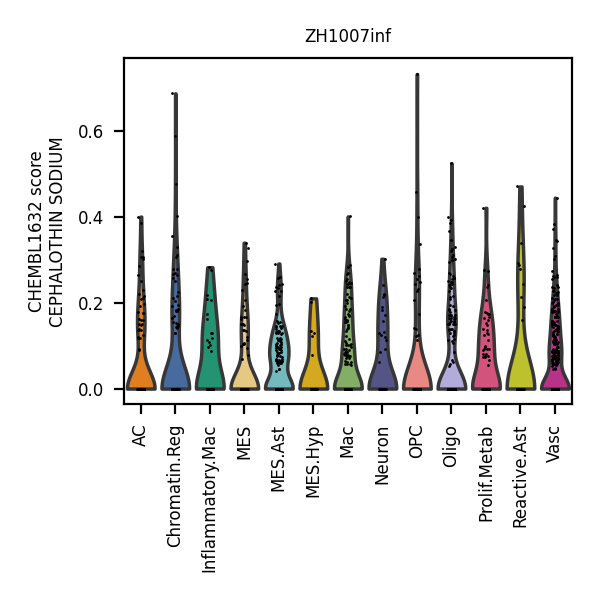 ZH1007inf
CHEMBL1632 score
CEPHALOTHIN SODIUM
0.6
0.4
0.2
0.0
AC
Chromatin.Reg
Inflammatory.Mac
MES
MES.Ast
MES.Hyp
Mac
Neuron
OPC
Oligo
Prolif.Metab
Reactive.Ast
Vasc